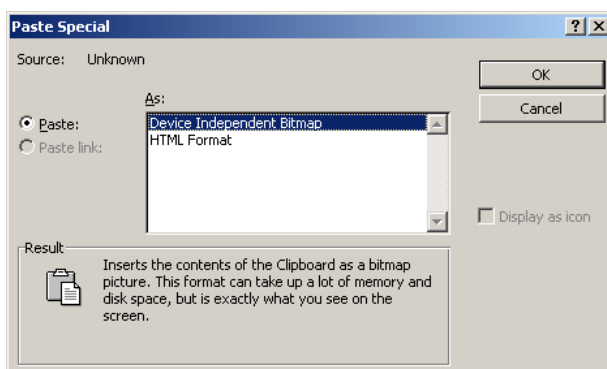 Paste Special
Source: Unknown
OK
As:
Cancel
Paste:
Device Independent Bitmap
Paste link:
HTML Format
Display as icon
Result
Inserts the contents of the Clipboard as a bitmap
picture. This format can take up a lot of memory and
disk space, but is exactly what you see on the
screen.